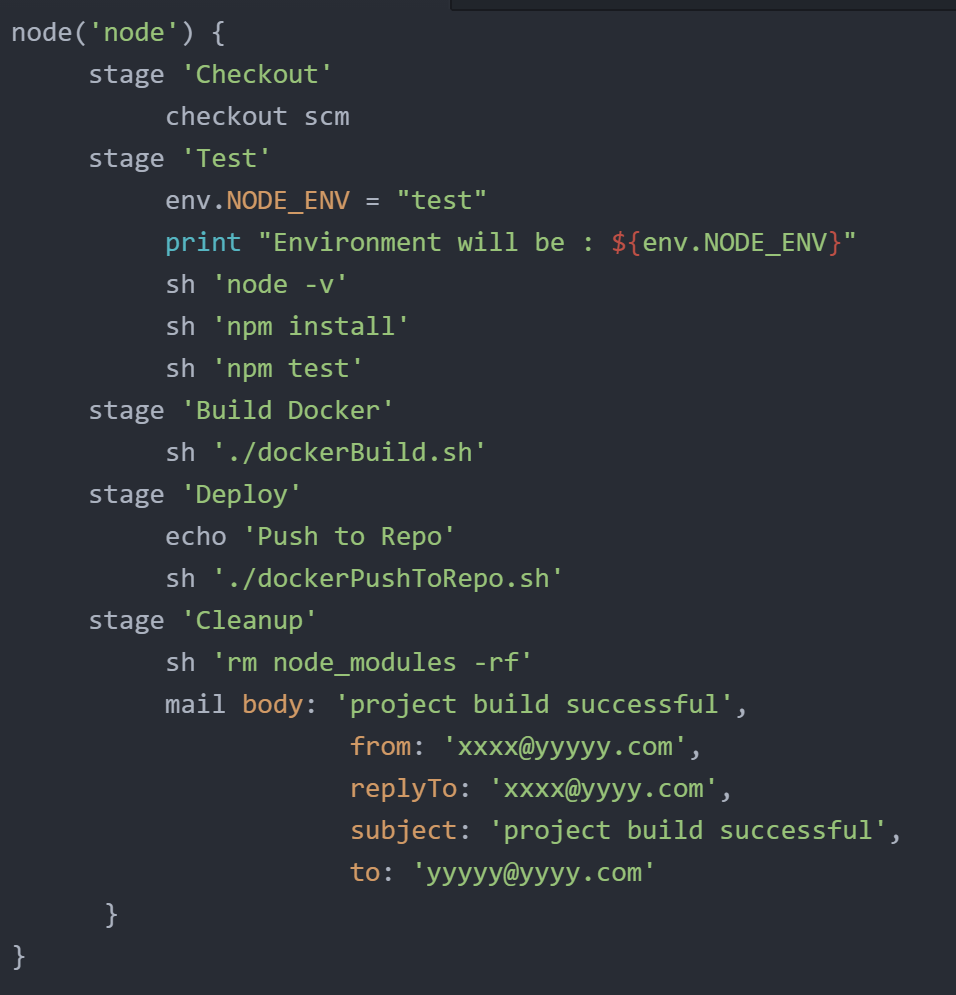 node('node') {
     stage 'Checkout'
          checkout scm
     stage 'Test'
          env.NODE_ENV = "test"
          print "Environment will be : ${env.NODE_ENV}"
          sh 'node -v'
          sh 'npm install'
          sh 'npm test'
     stage 'Build Docker'
          sh './dockerBuild.sh'
     stage 'Deploy'
          echo 'Push to Repo'
          sh './dockerPushToRepo.sh'
     stage 'Cleanup'
          sh 'rm node_modules -rf'
          mail body: 'project build successful',
                      from: 'xxxx@yyyyy.com',
                      replyTo: 'xxxx@yyyy.com',
                      subject: 'project build successful',
                      to: 'yyyyy@yyyy.com'
      }
}